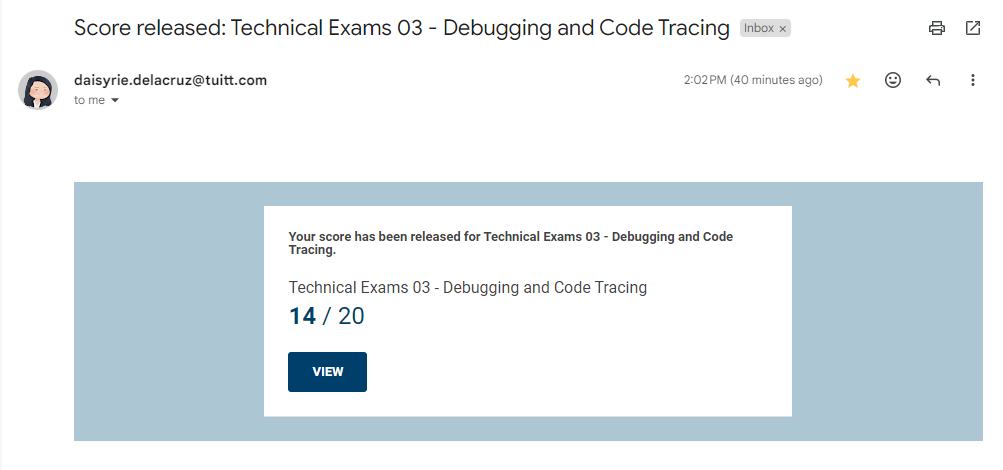 Score released: Technical Exams 03 - Debugging and Code Tracing Inbox ×
daisyrie.delacruz@tuitt.com 2:02 PM (40 minutes ago)
to me
Your score has been released for Technical Exams 03 - Debugging and Code
Tracing.
Technical Exams 03 - Debugging and Code Tracing
14 / 20
VIEW